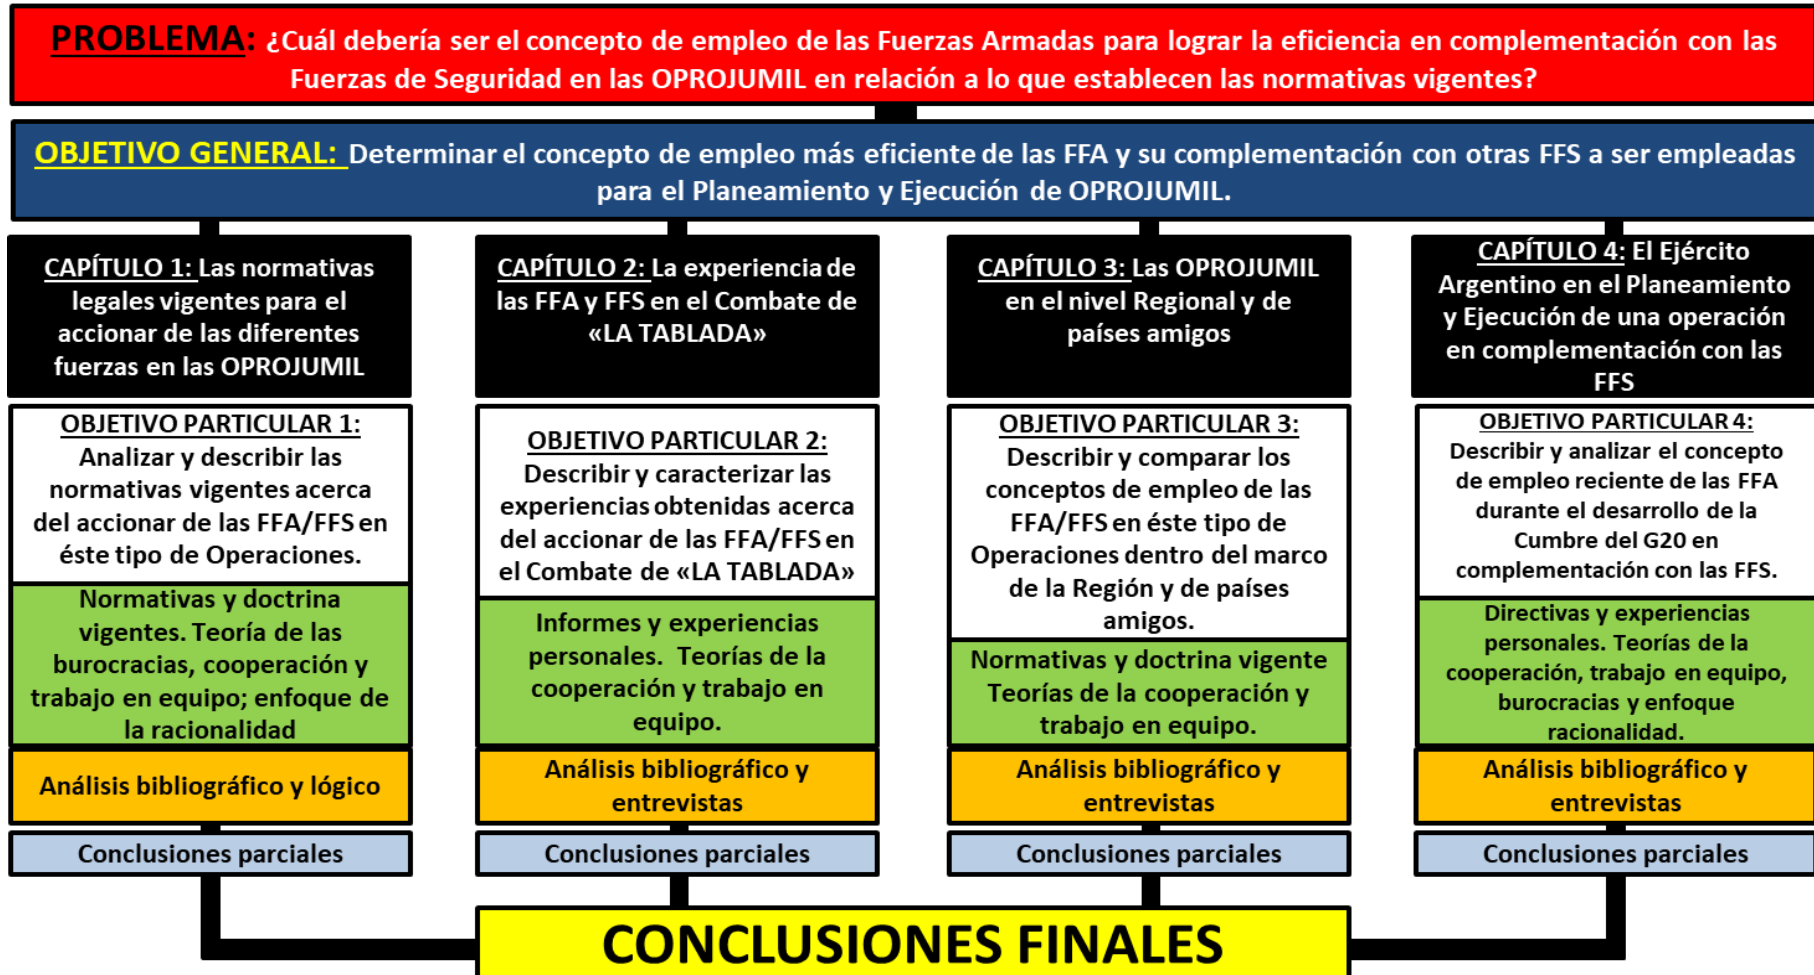 PROBLEMA: ¿Cuál debería ser el concepto de empleo de las Fuerzas Armadas para lograr la eficiencia en complementación con las
Fuerzas de Seguridad en las OPROJUMIL en relación a lo que establecen las normativas vigentes?
OBJETIVO GENERAL: Determinar el concepto de empleo más eficiente de las FFA y su complementación con otras FFS a ser empleadas
para el Planeamiento y Ejecución de OPROJUMIL.
CAPÍTULO 1: Las normativas
legales vigentes para el
accionar de las diferentes
fuerzas en las OPROJUMIL
OBJETIVO PARTICULAR 1:
Analizar y describir las
normativas vigentes acerca
del accionar de las FFA/FFS en
éste tipo de Operaciones.
Normativas y doctrina
vigentes. Teoría de las
burocracias, cooperación y
trabajo en equipo; enfoque de
la racionalidad
Análisis bibliográfico y lógico
Conclusiones parciales
CAPÍTULO 2: La experiencia de
las FFA y FFS en el Combate de
«LA TABLADA»
OBJETIVO PARTICULAR 2:
Describir y caracterizar las
experiencias obtenidas acerca
del accionar de las FFA/FFS en
el Combate de «LA TABLADA»
Informes y experiencias
personales. Teorías de la
cooperación y trabajo en
equipo.
Análisis bibliográfico y
entrevistas
Conclusiones parciales
CAPÍTULO 3: Las OPROJUMIL
en el nivel Regional y de
países amigos
OBJETIVO PARTICULAR 3:
Describir y comparar los
conceptos de empleo de las
FFA/FFS en éste tipo de
Operaciones dentro del marco
de la Región y de países
amigos.
Normativas y doctrina vigente
Teorías de la cooperación y
trabajo en equipo.
Análisis bibliográfico y
entrevistas
Conclusiones parciales
CAPÍTULO 4: El Ejército
Argentino en el Planeamiento
y Ejecución de una operación
en complementación con las
FFS
OBJETIVO PARTICULAR 4:
Describir y analizar el concepto
de empleo reciente de las FFA
durante el desarrollo de la
Cumbre del G20 en
complementación con las FFS.
Directivas y experiencias
personales. Teorías de la
cooperación, trabajo en equipo,
burocracias y enfoque
racionalidad.
Análisis bibliográfico y
entrevistas
Conclusiones parciales
CONCLUSIONES FINALES